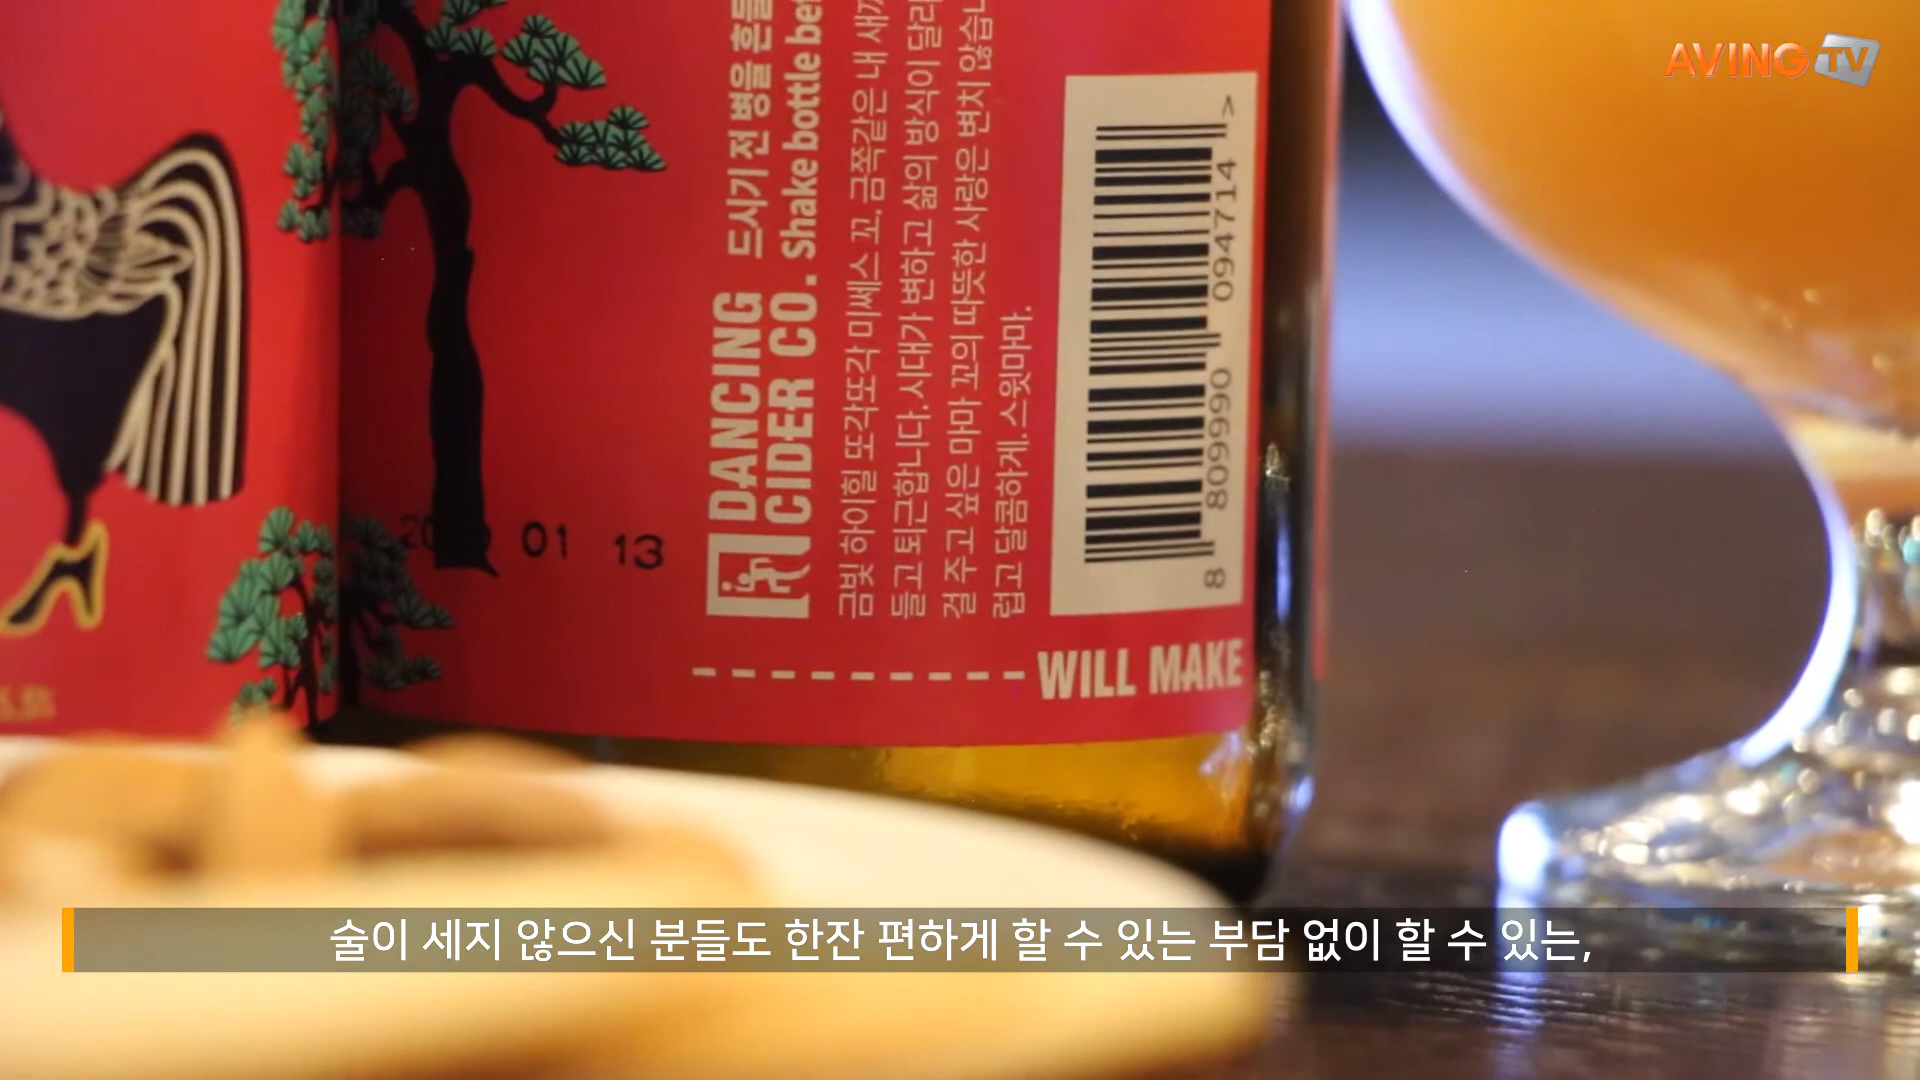 AVING TV
DANCING
CIDER CO.
드시기 전 병을 흔들
Shake bottle bef
금빛 하이힐 또각또각 미쎄스 꼬, 금쪽같은 내 새끼
들고 퇴근합니다. 시대가 변하고 삶의 방식이 달라
걸 주고 싶은 마마 꼬의 따뜻한 사랑은 변치 않습니
럽고 달콤하게. 스윗마마.
8 809990 094714 >
01 13
WILL MAKE
술이 세지 않으신 분들도 한잔 편하게 할 수 있는 부담 없이 할 수 있는,